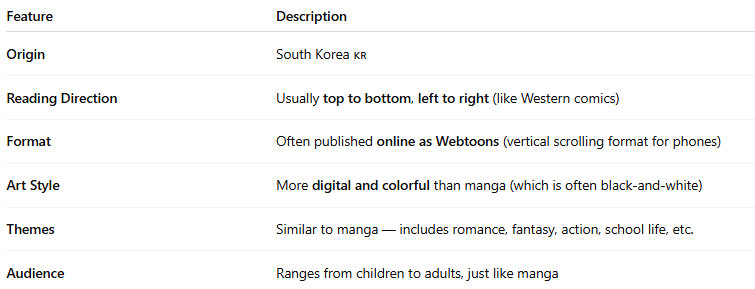 Feature Description
Origin South Korea KR
Reading Direction Usually top to bottom, left to right (like Western comics)
Format Often published online as Webtoons (vertical scrolling format for phones)
Art Style More digital and colorful than manga (which is often black-and-white)
Themes Similar to manga — includes romance, fantasy, action, school life, etc.
Audience Ranges from children to adults, just like manga